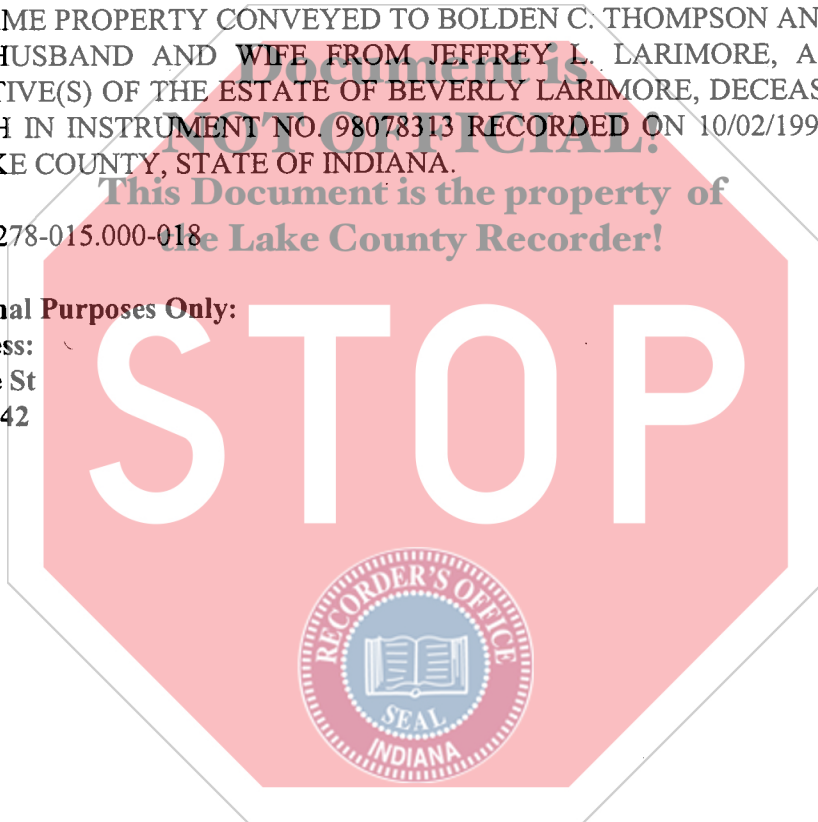 ME PROPERTY CONVEYED TO BOLDEN C. THOMPSON AN
HUSBAND AND WIFE FROM JEFFREY L. LARIMORE, A
TIVE(S) OF THE ESTATE OF BEVERLY LARIMORE, DECEAS
H IN INSTRUMENT NO. 98078313 RECORDED ON 10/02/199
KE COUNTY, STATE OF INDIANA.
Document is
NOT OFFICIAL!
This Document is the property of
the Lake County Recorder!
278-015.000-018
nal Purposes Only:
ess:
e St
42
STOP
RECORDER'S OFFICE
SEAL
INDIANA